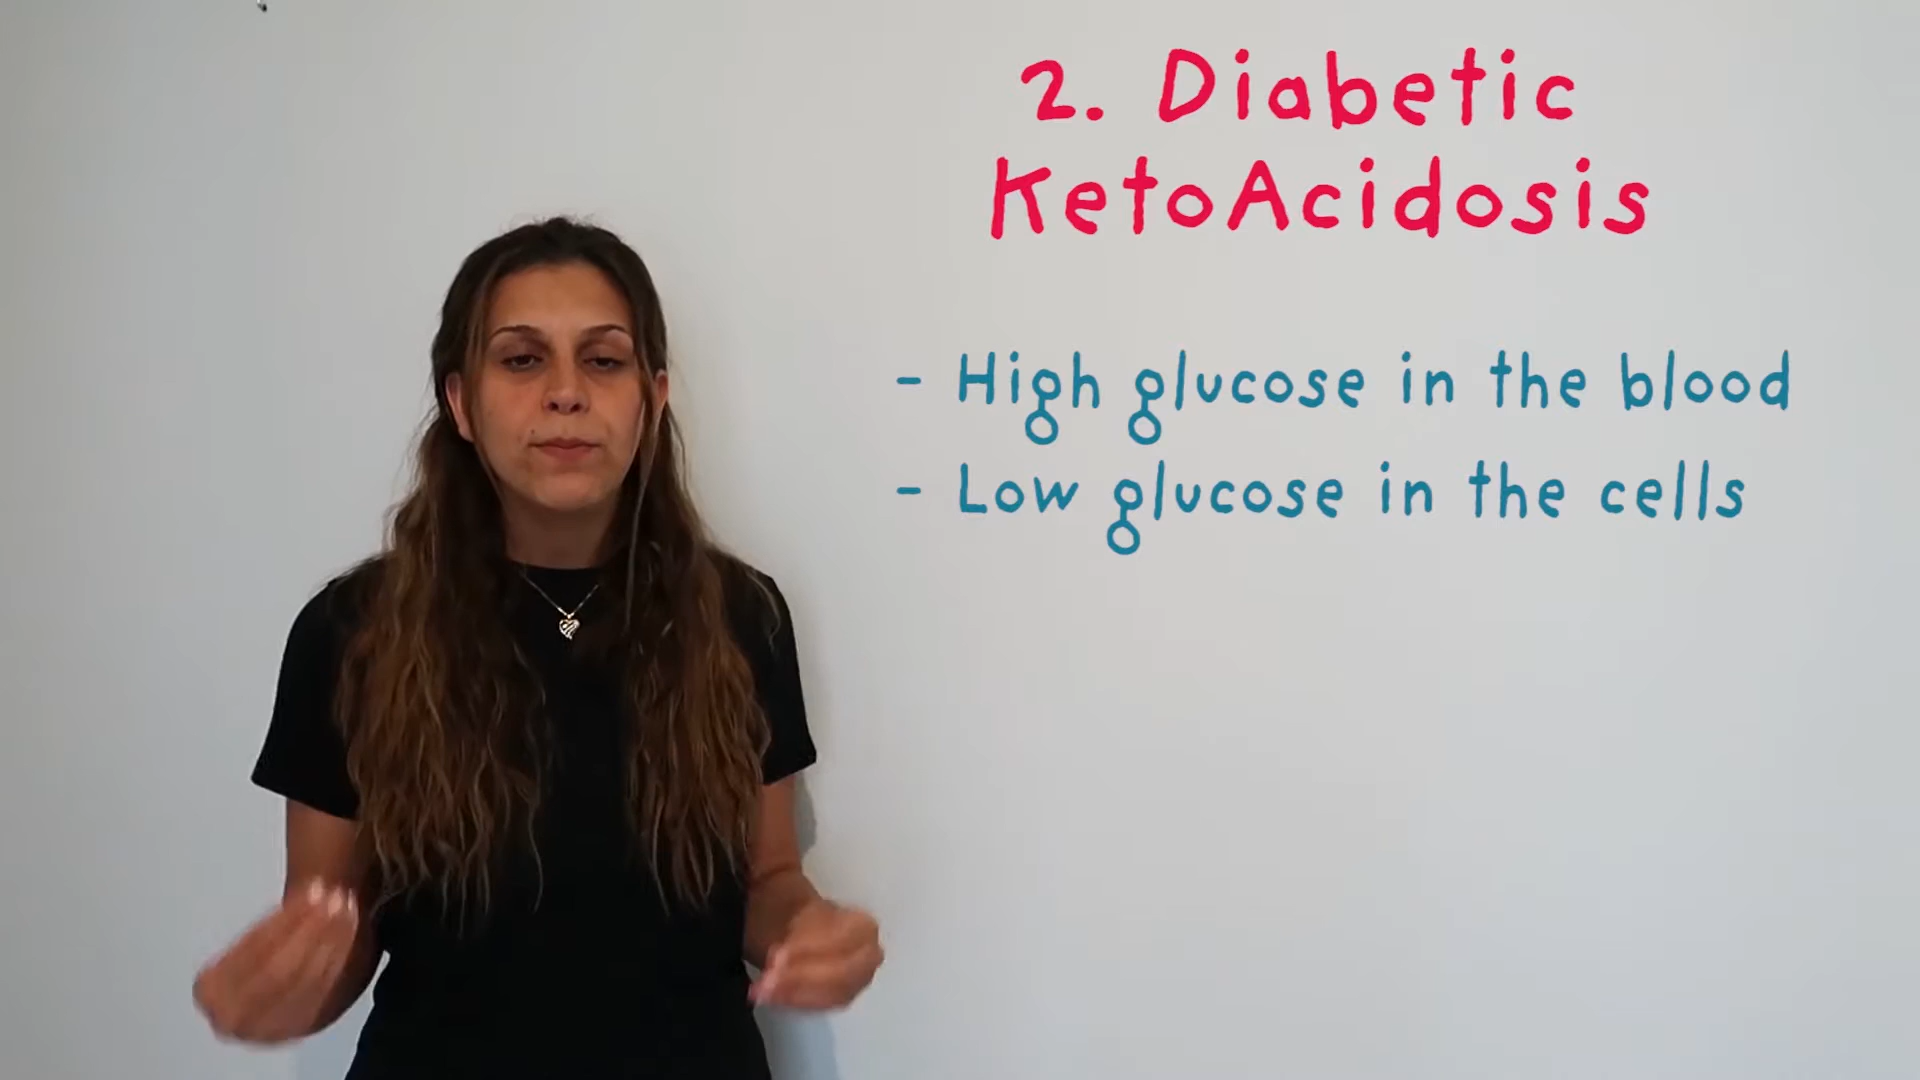 2. Diabetic
KetoAcidosis
- High glucose in the blood
- Low glucose in the cells